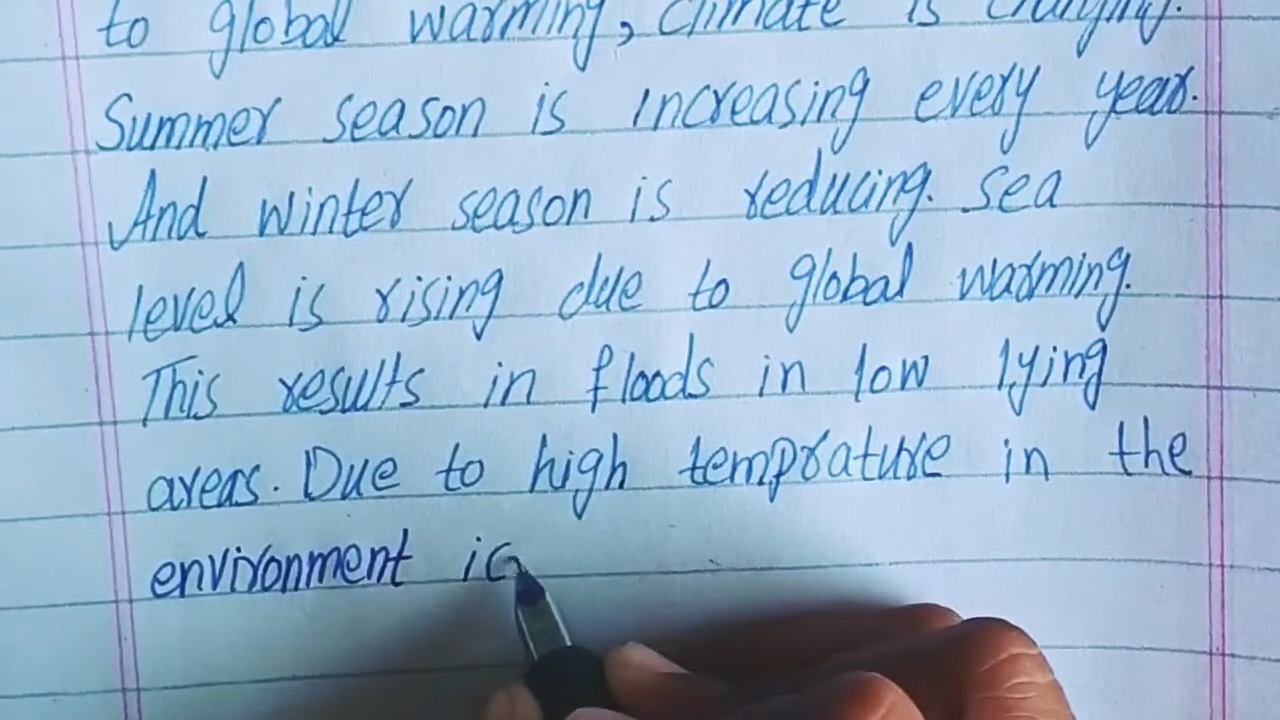 to global warming, climate is changing.
Summer season is increasing every year.
And winter season is reducing. Sea
level is rising due to global warming.
This results in floods in low lying
areas. Due to high temprature in the
environment ic